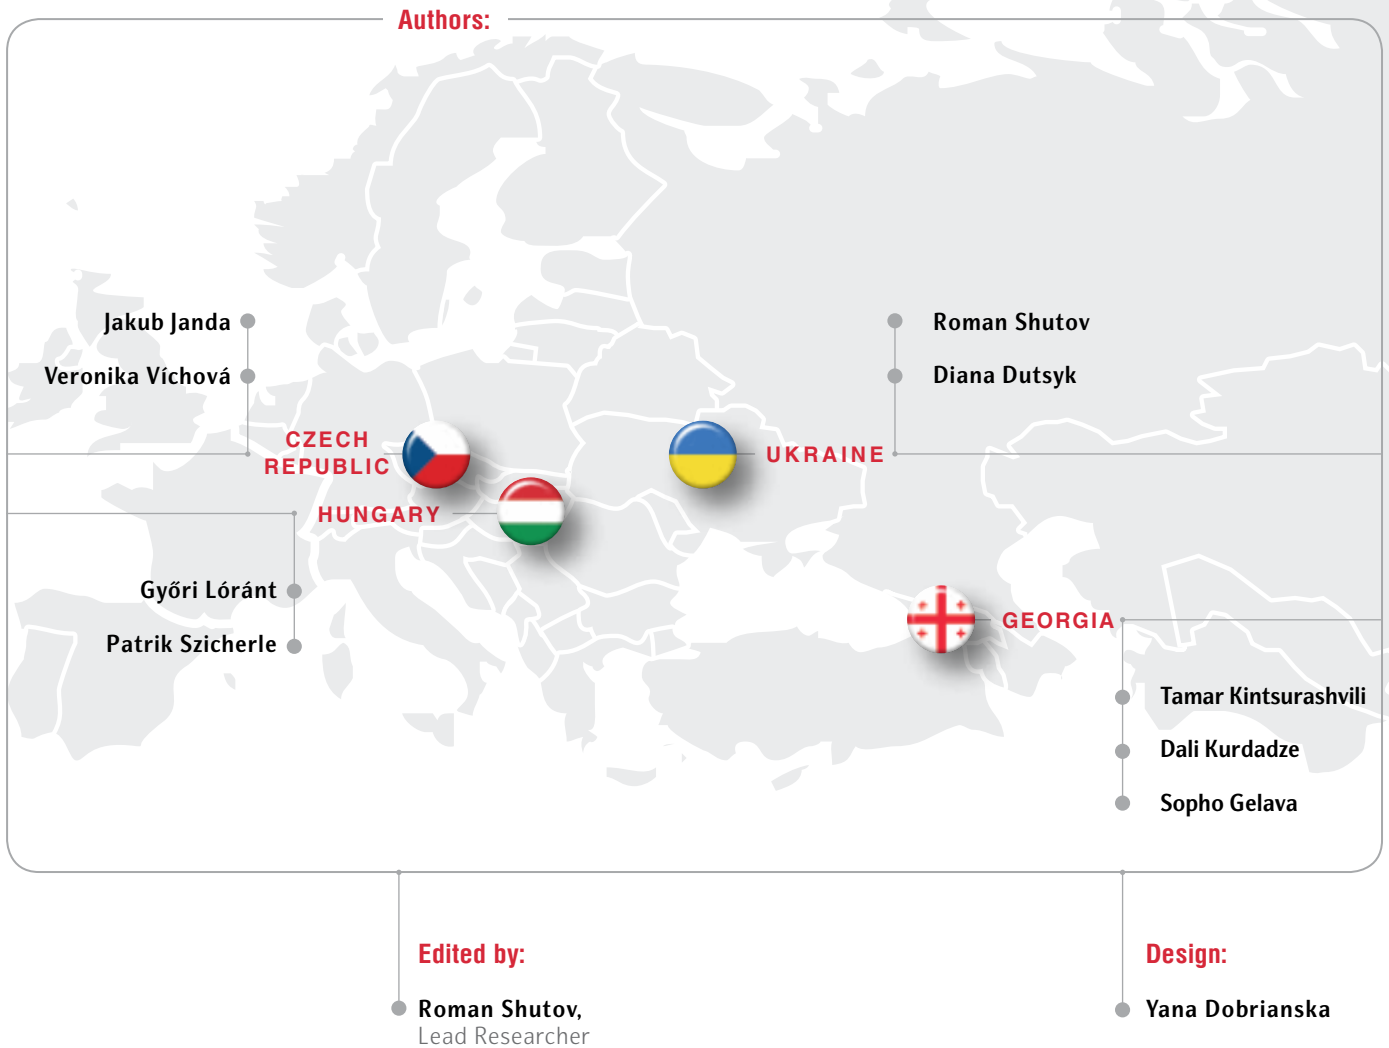 Authors:
Jakub Janda
Veronika Víchová
CZECH
REPUBLIC
HUNGARY
Győri Lóránt
Patrik Szicherle
Roman Shutov
Diana Dutsyk
UKRAINE
GEORGIA
Tamar Kintsurashvili
Dali Kurdadze
Sopho Gelava
Edited by:
Roman Shutov,
Lead Researcher
Design:
Yana Dobrianska